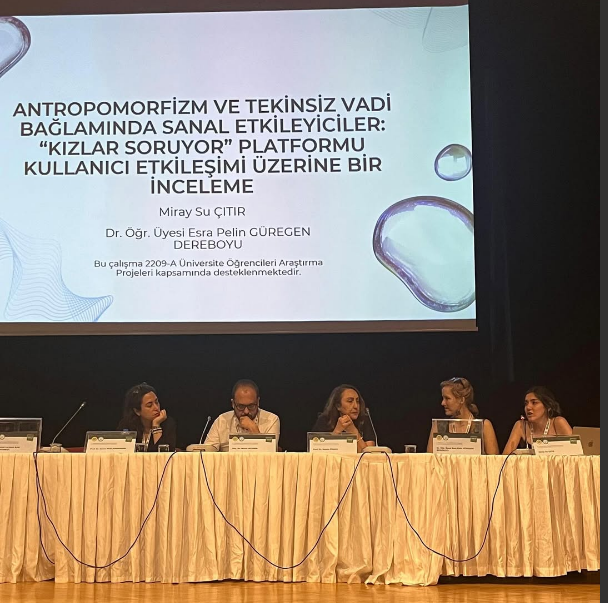 ANTROPOMORFİZM VE TEKİNSİZ VADİ
BAĞLAMINDA SANAL ETKİLEYİCİLER:
“KIZLAR SORUYOR” PLATFORMU
KULLANICI ETKİLEŞİMİ ÜZERİNE BİR
İNCELEME
Miray Su ÇITIR
Dr. Öğr. Üyesi Esra Pelin GÜREGEN
DEREBOYU
Bu çalışma 2209-A Üniversite Öğrencileri Araştırma
Projeleri kapsamında desteklenmektedir.